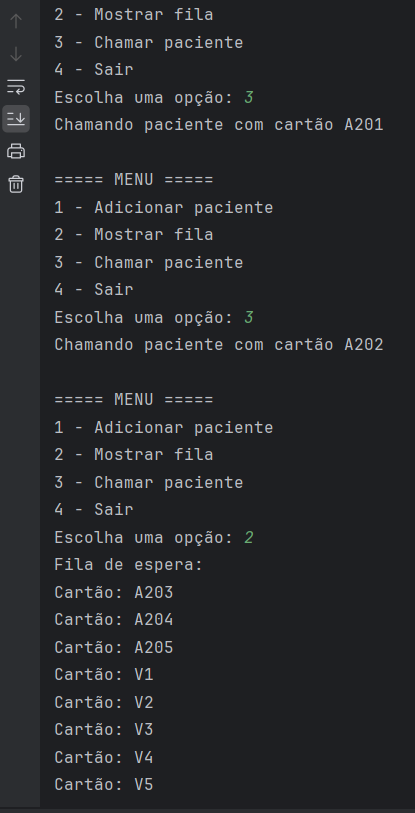 2 - Mostrar fila
3 - Chamar paciente
4 - Sair
Escolha uma opção: 3
Chamando paciente com cartão A201
===== MENU =====
1 - Adicionar paciente
2 - Mostrar fila
3 - Chamar paciente
4 - Sair
Escolha uma opção: 3
Chamando paciente com cartão A202
===== MENU =====
1 - Adicionar paciente
2 - Mostrar fila
3 - Chamar paciente
4 - Sair
Escolha uma opção: 2
Fila de espera:
Cartão: A203
Cartão: A204
Cartão: A205
Cartão: V1
Cartão: V2
Cartão: V3
Cartão: V4
Cartão: V5